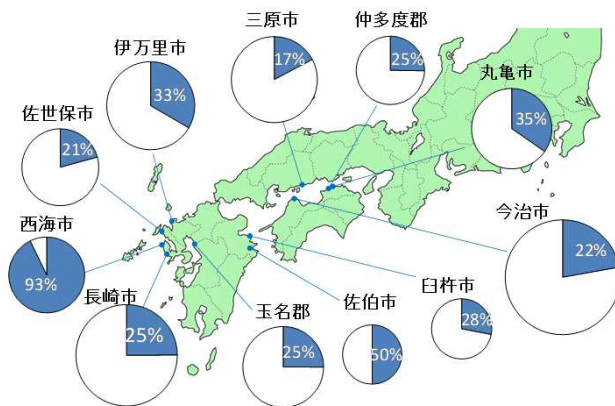 三原市
17%
仲多度郡
25%
伊万里市
33%
丸亀市
35%
佐世保市
21%
西海市
93%
今治市
22%
長崎市
25%
玉名郡
25%
佐伯市
50%
臼杵市
28%